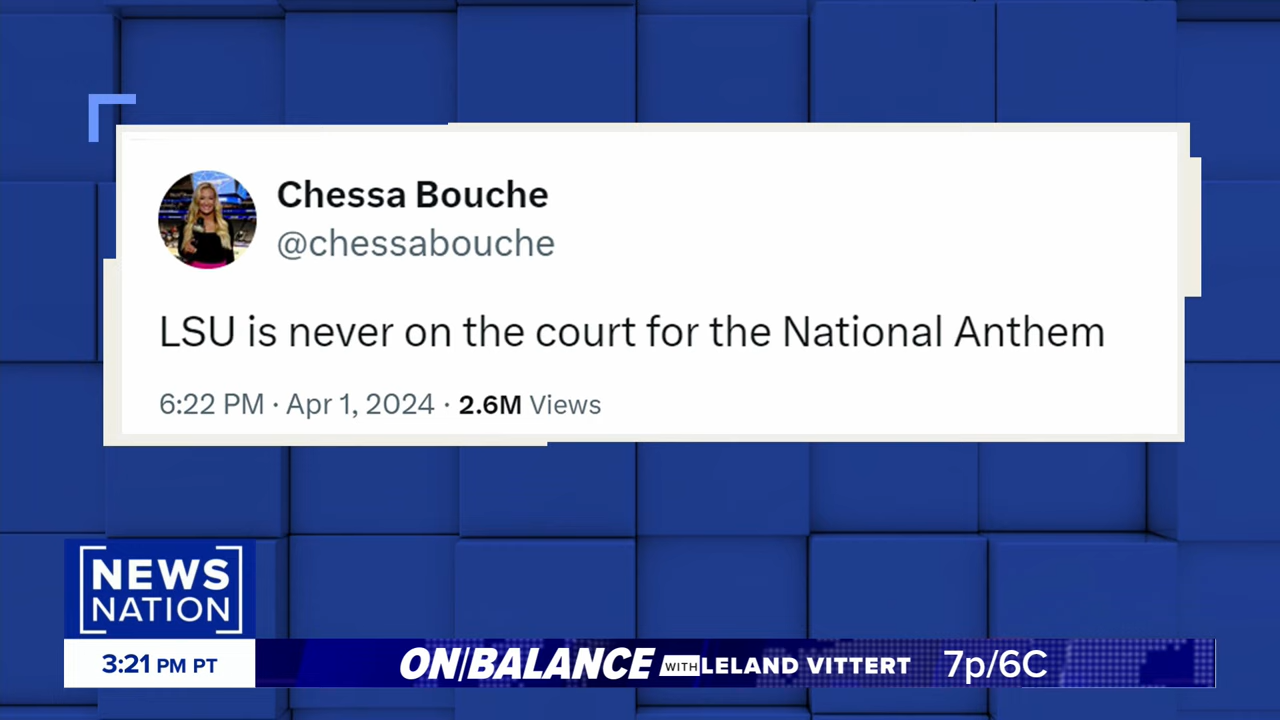 Chessa Bouche
@chessabouche
LSU is never on the court for the National Anthem
6:22 PM · Apr 1, 2024 · 2.6M Views
NEWS
NATION
3:21 PM PT
ON/BALANCE WITH LELAND VITTERT 7p/6C